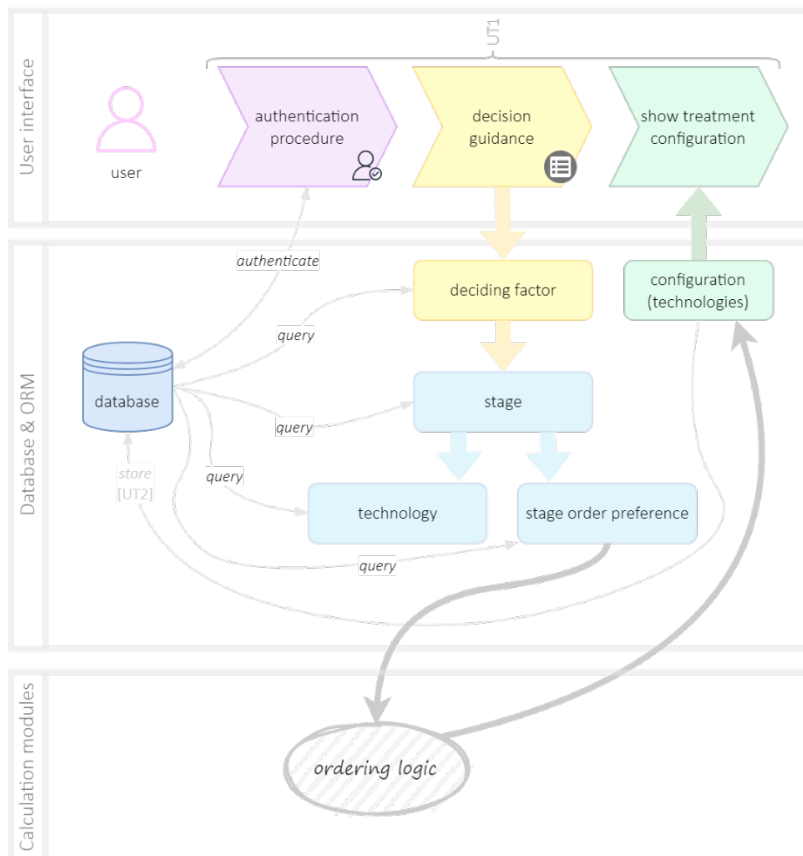 UT1
User interface
user
authentication
procedure
decision
guidance
show treatment
configuration
Database & ORM
authenticate
query
deciding factor
configuration
(technologies)
database
query
stage
store
[UT2]
query
technology
stage order preference
query
Calculation modules
ordering logic